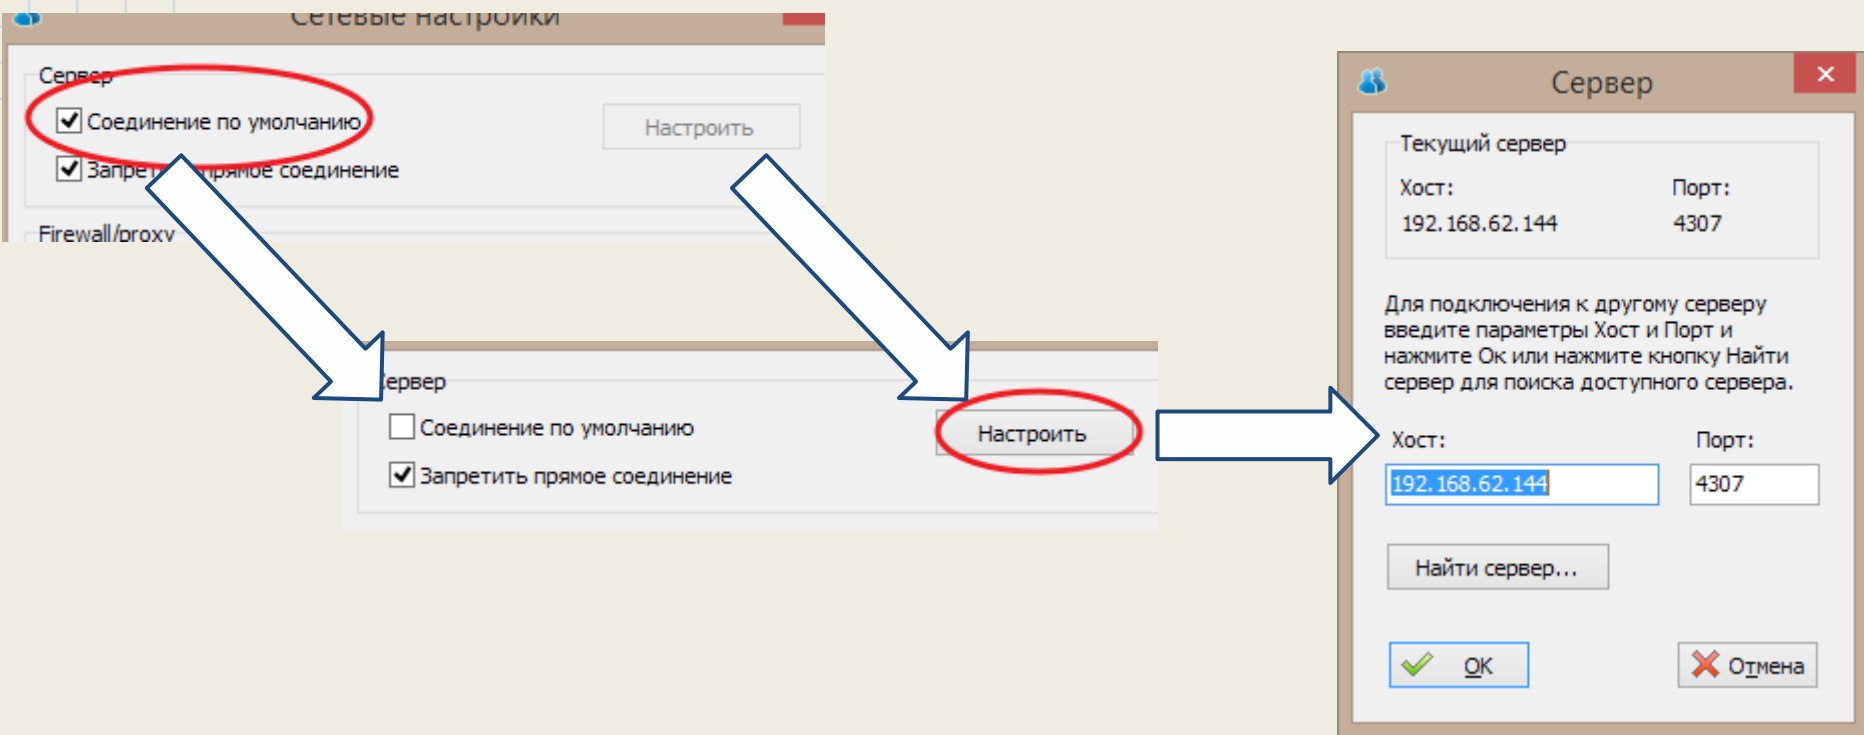 Сетевые настройки
Сервер
Соединение по умолчанию
Настроить
Запретить прямое соединение
Firewall/proxy
Сервер
Соединение по умолчанию
Настроить
Запретить прямое соединение
Сервер
Текущий сервер
Хост: Порт:
192.168.62.144 4307
Для подключения к другому серверу
введите параметры Хост и Порт и
нажмите Ок или нажмите кнопку Найти
сервер для поиска доступного сервера.
Хост: Порт:
192.168.62.144 4307
Найти сервер...
OK Отмена